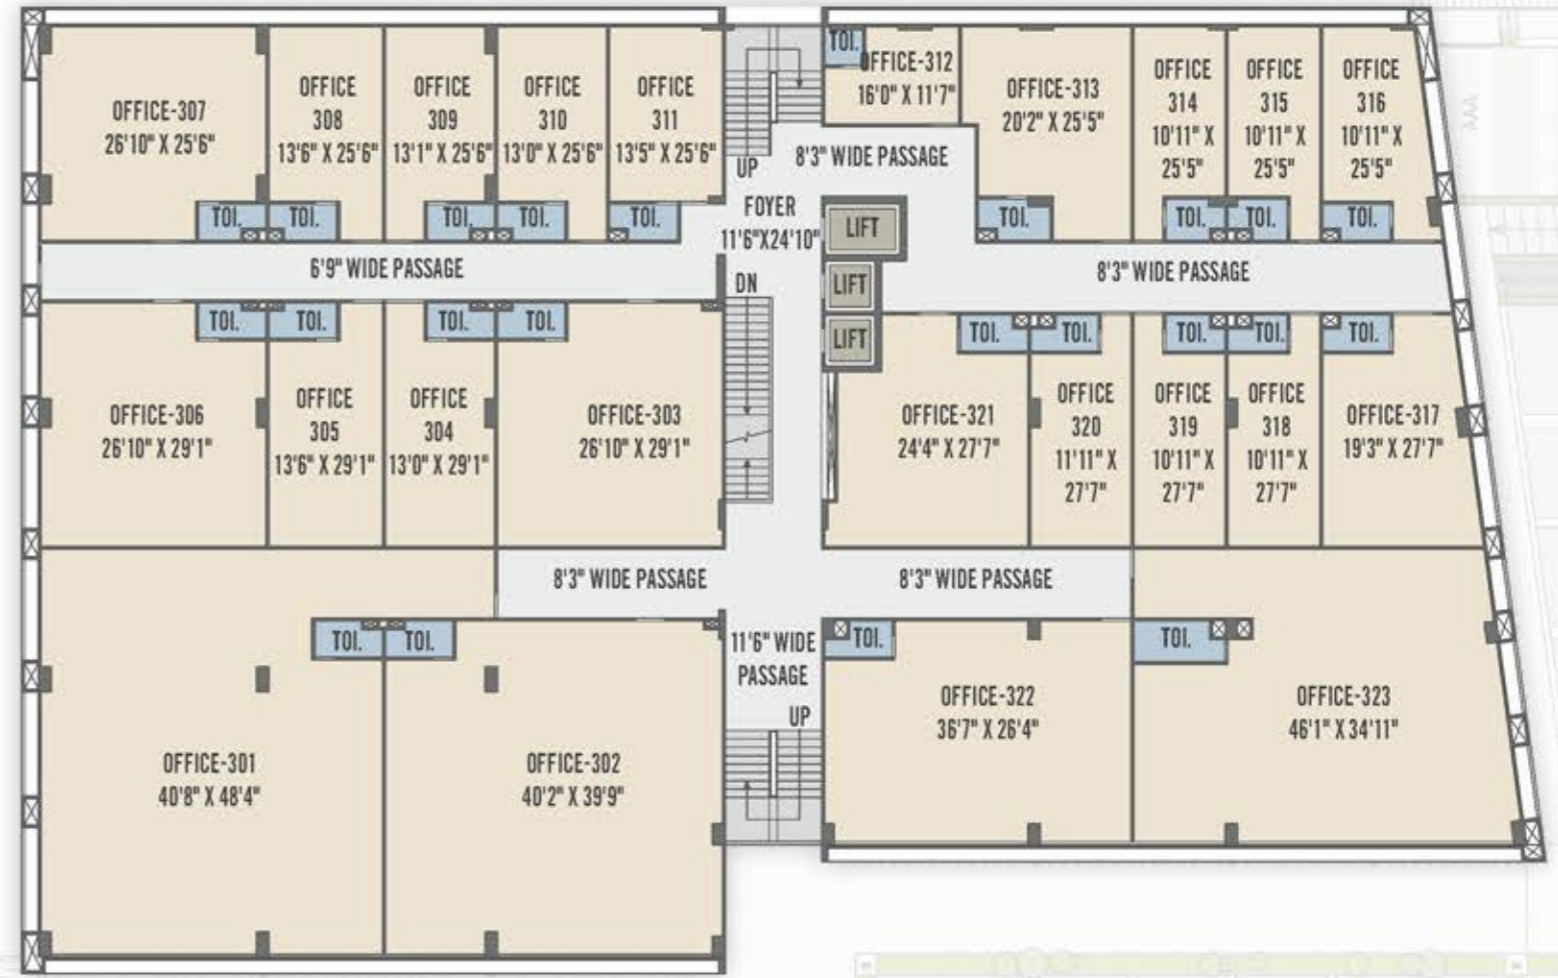 OFFICE-307
26'10" X 25'6"
OFFICE
308
13'6" X 25'6"
OFFICE
309
13'1" X 25'6"
OFFICE
310
13'0" X 25'6"
OFFICE
311
13'5" X 25'6"
TOI.
OFFICE-312
16'0" X 11'7"
OFFICE-313
20'2" X 25'5"
OFFICE
314
10'11" X
25'5"
OFFICE
315
10'11" X
25'5"
OFFICE
316
10'11" X
25'5"
UP
8'3" WIDE PASSAGE
TOI.
TOI.
TOI.
TOI.
TOI.
FOYER
11'6"X24'10"
LIFT
TOI.
TOI.
TOI.
TOI.
6'9" WIDE PASSAGE
DN
LIFT
8'3" WIDE PASSAGE
TOI.
TOI.
TOI.
TOI.
LIFT
TOI.
TOI.
TOI.
TOI.
TOI.
OFFICE-306
26'10" X 29'1"
OFFICE
305
13'6" X 29'1"
OFFICE
304
13'0" X 29'1"
OFFICE-303
26'10" X 29'1"
OFFICE-321
24'4" X 27'7"
OFFICE
320
11'11" X
27'7"
OFFICE
319
10'11" X
27'7"
OFFICE
318
10'11" X
27'7"
OFFICE-317
19'3" X 27'7"
8'3" WIDE PASSAGE
8'3" WIDE PASSAGE
TOI.
TOI.
11'6" WIDE
PASSAGE
TOI.
TOI.
UP
OFFICE-301
40'8" X 48'4"
OFFICE-302
40'2" X 39'9"
OFFICE-322
36'7" X 26'4"
OFFICE-323
46'1" X 34'11"